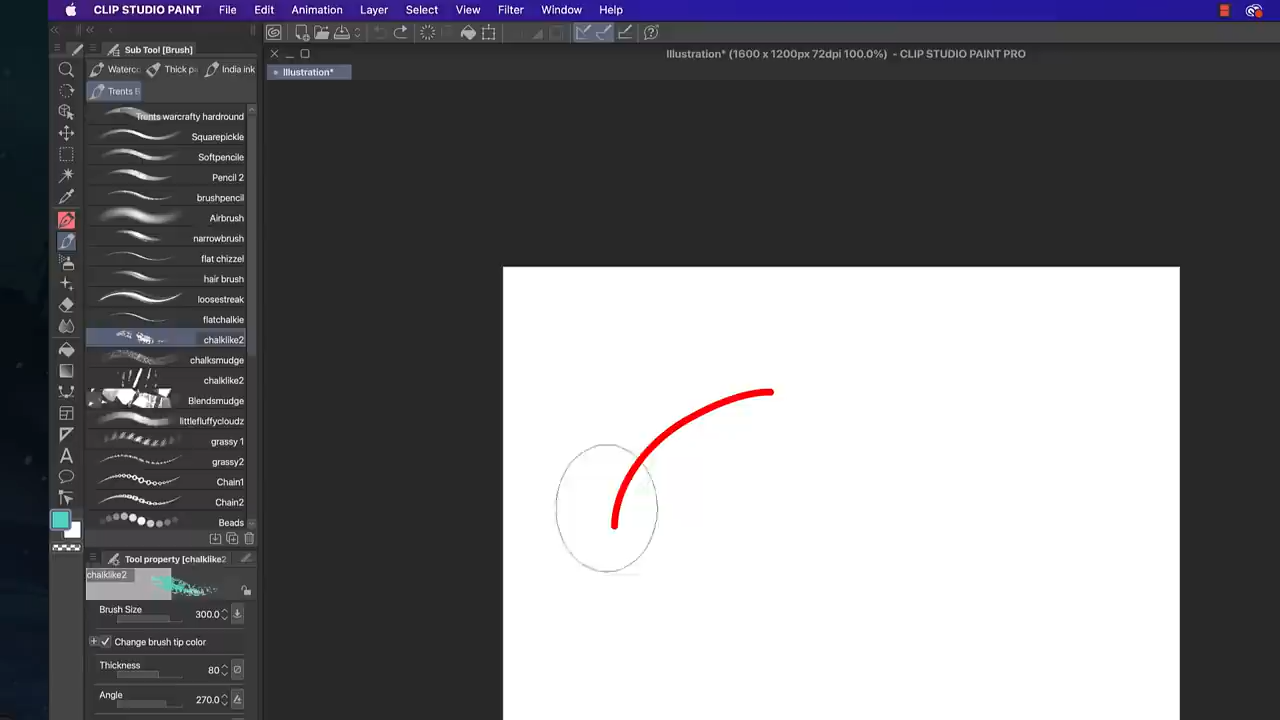 CLIP STUDIO PAINT File Edit Animation Layer Select View Filter Window Help
Illustration* (1600 x 1200px 72dpi 100.0%) - CLIP STUDIO PAINT PRO
Illustration*
Sub Tool [Brush]
Waterc Thick p India ink
Trents B
Trents warcrafty hardround
Squarepickle
Softpencile
Pencil 2
brushpencil
Airbrush
narrowbrush
flat chizzel
hair brush
loosestreak
flatchalkie
chalklike2
chalksmudge
chalklike2
Blendsmudge
littlefluffycloudz
grassy 1
grassy2
Chain1
Chain2
Beads
Tool property [chalklike2
chalklike2
Brush Size 300.0
Change brush tip color
Thickness 80
Angle 270.0